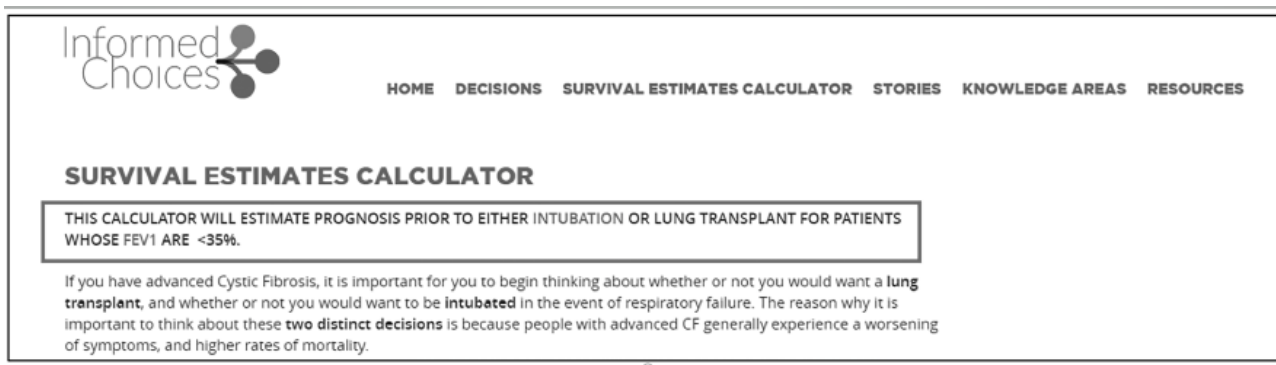 Informed
Choices
HOME DECISIONS SURVIVAL ESTIMATES CALCULATOR STORIES KNOWLEDGE AREAS RESOURCES
SURVIVAL ESTIMATES CALCULATOR
THIS CALCULATOR WILL ESTIMATE PROGNOSIS PRIOR TO EITHER INTUBATION OR LUNG TRANSPLANT FOR PATIENTS
WHOSE FEV1 ARE <35%.
If you have advanced Cystic Fibrosis, it is important for you to begin thinking about whether or not you would want a lung
transplant, and whether or not you would want to be intubated in the event of respiratory failure. The reason why it is
important to think about these two distinct decisions is because people with advanced CF generally experience a worsening
of symptoms, and higher rates of mortality.